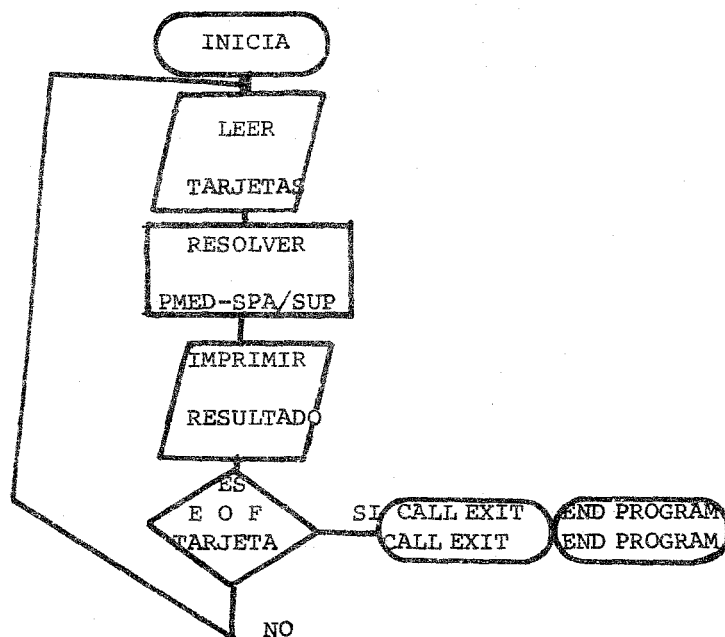 INICIA
LEER
TARJETAS
RESOLVER
PMED-SPA/SUP
IMPRIMIR
RESULTADO
ES
E O F
TARJETA
SI
CALL EXIT
CALL EXIT
END PROGRAM
END PROGRAM
NO